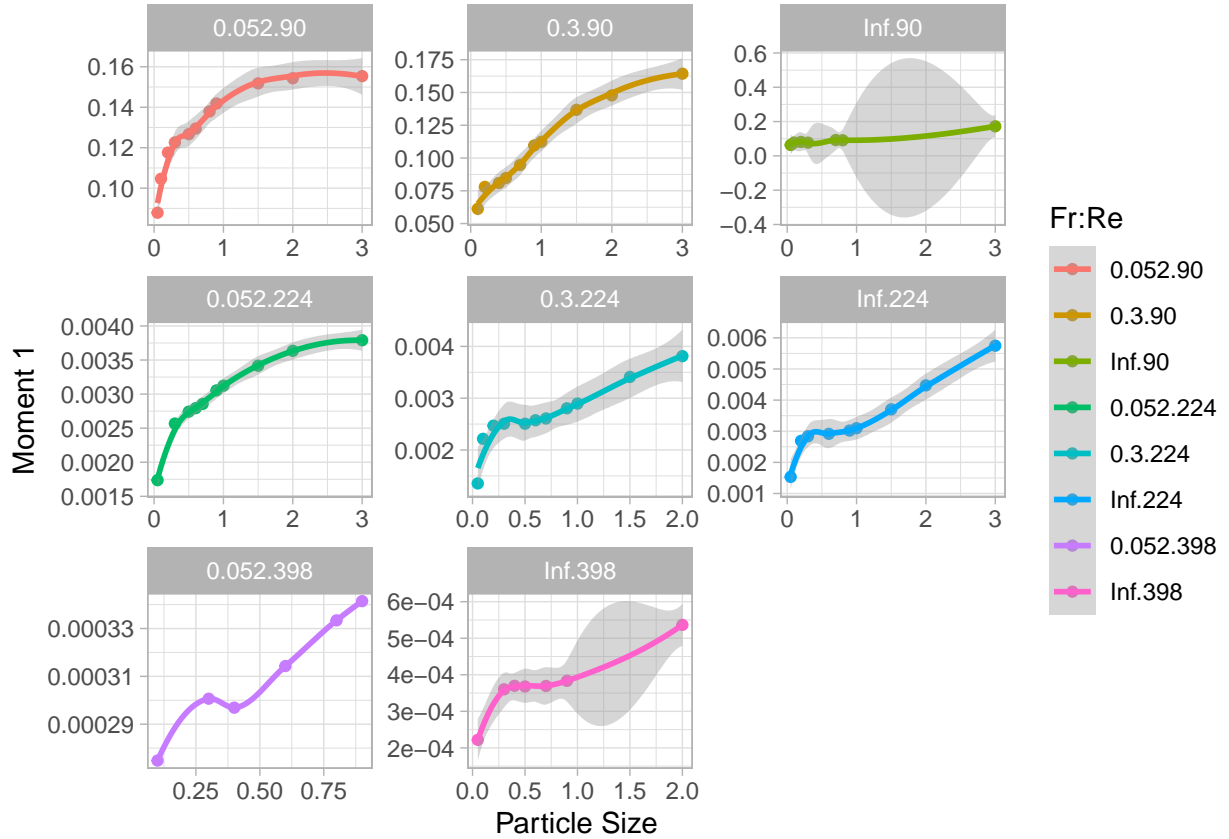 0.052.90
0.3.90
Inf.90
0.16
0.14
0.12
0.10
0 1 2 3
0.175
0.150
0.125
0.100
0.075
0.050
0 1 2 3
0.6
0.4
0.2
0.0
−0.2
−0.4
0 1 2 3
0.052.224
0.3.224
Inf.224
0.0040
0.0035
0.0030
0.0025
0.0020
0.0015
0 1 2 3
0.004
0.003
0.002
0.0 0.5 1.0 1.5 2.0
0.006
0.005
0.004
0.003
0.002
0.001
0 1 2 3
0.052.398
Inf.398
0.00033
0.00031
0.00029
0.25 0.50 0.75
6e−04
5e−04
4e−04
3e−04
2e−04
0.0 0.5 1.0 1.5 2.0
Moment 1
Particle Size
Fr:Re
0.052.90
0.3.90
Inf.90
0.052.224
0.3.224
Inf.224
0.052.398
Inf.398